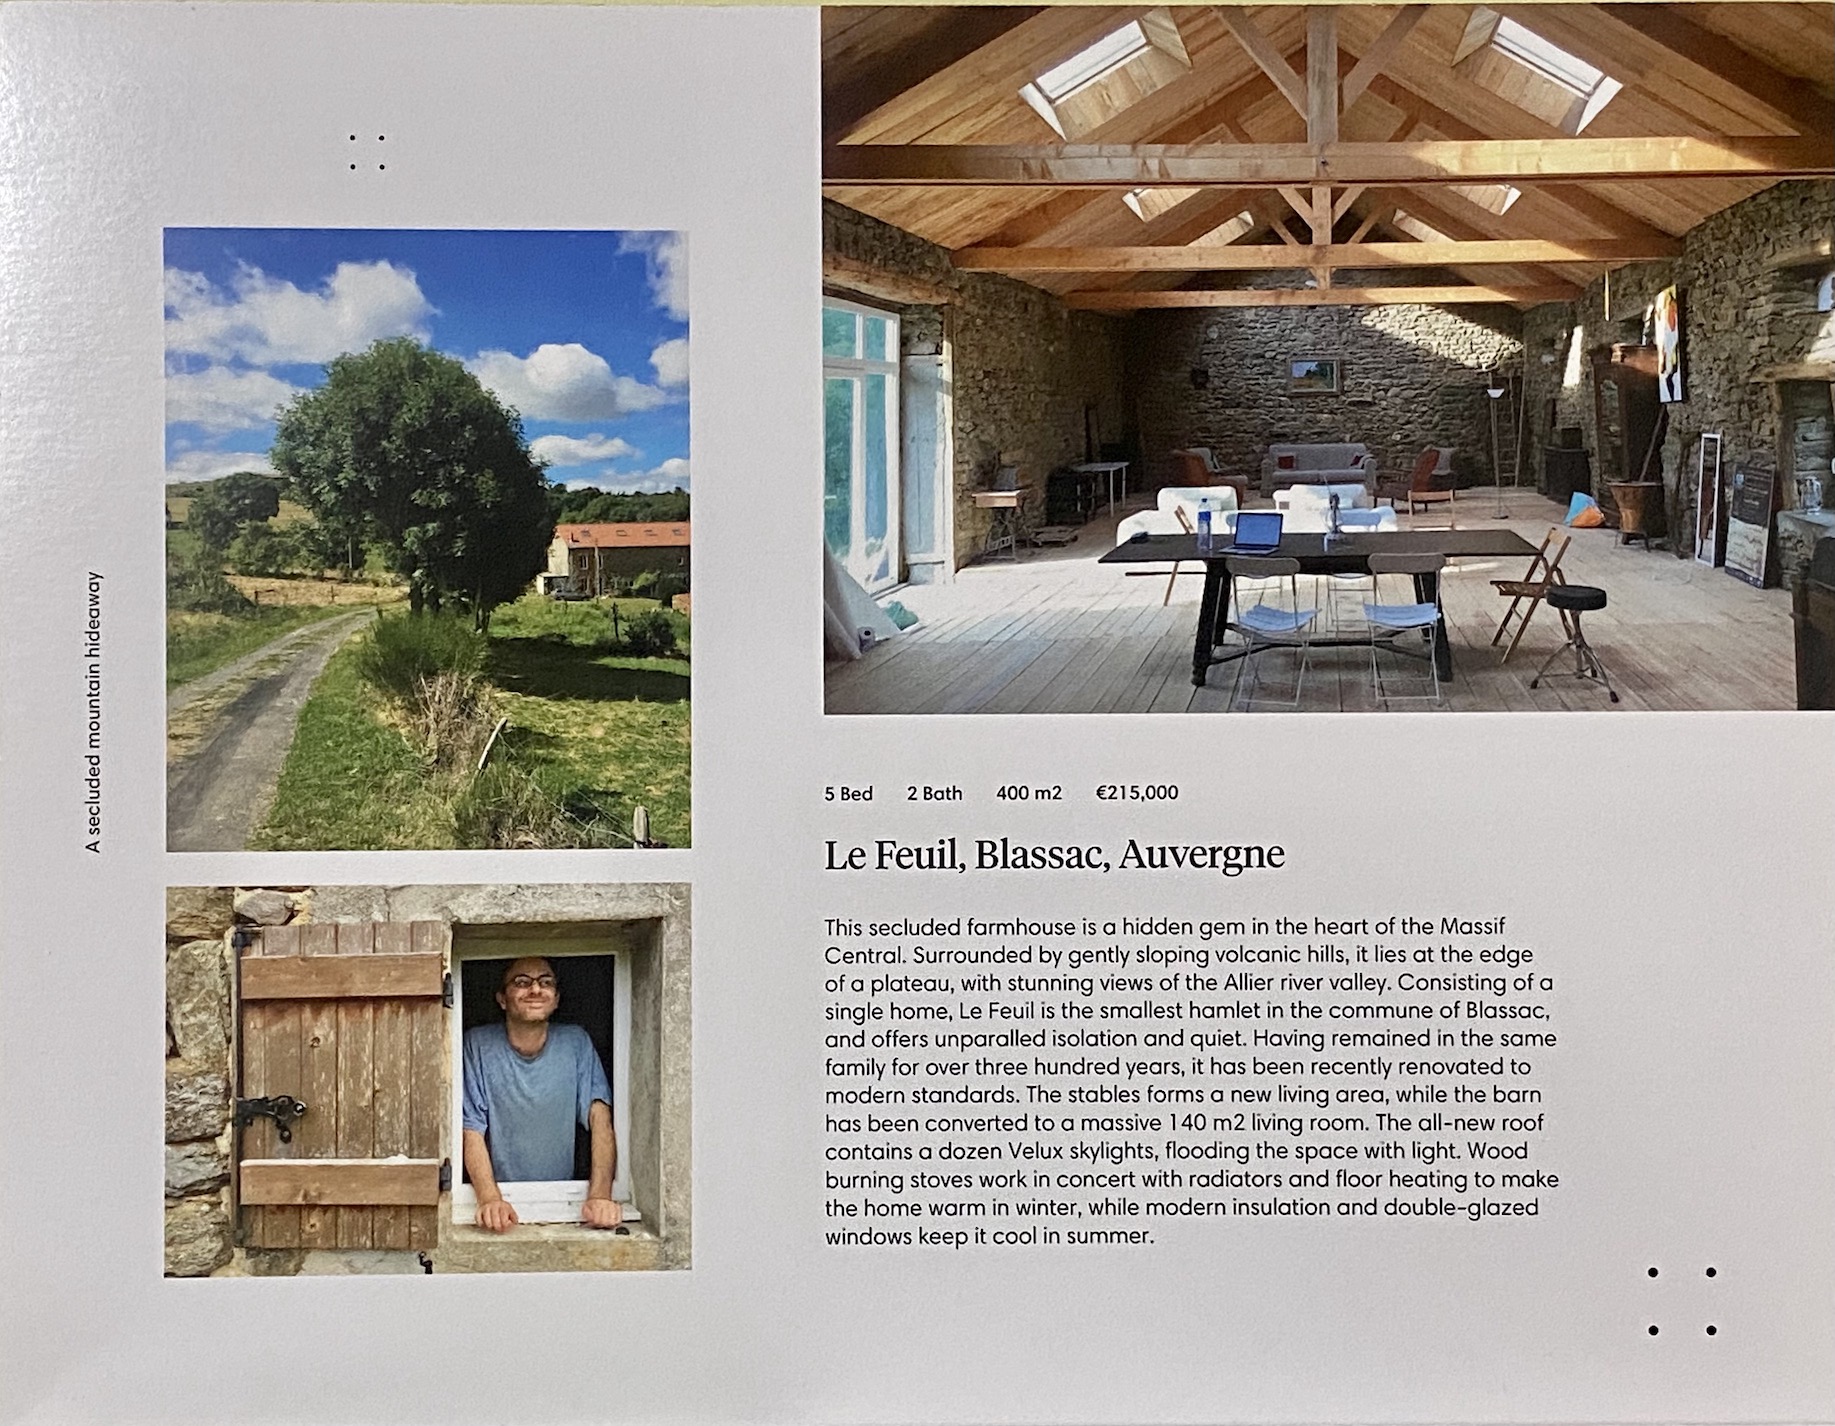 A secluded mountain hideaway
5 Bed 2 Bath 400 m2 €215,000
Le Feuil, Blassac, Auvergne
This secluded farmhouse is a hidden gem in the heart of the Massif
Central. Surrounded by gently sloping volcanic hills, it lies at the edge
of a plateau, with stunning views of the Allier river valley. Consisting of a
single home, Le Feuil is the smallest hamlet in the commune of Blassac,
and offers unparalled isolation and quiet. Having remained in the same
family for over three hundred years, it has been recently renovated to
modern standards. The stables forms a new living area, while the barn
has been converted to a massive 140 m2 living room. The all-new roof
contains a dozen Velux skylights, flooding the space with light. Wood
burning stoves work in concert with radiators and floor heating to make
the home warm in winter, while modern insulation and double-glazed
windows keep it cool in summer.